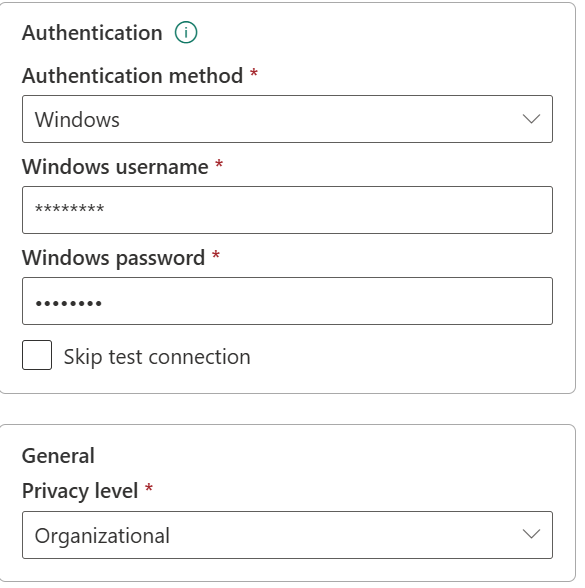 Authentication
Authentication method *
Windows
Windows username *
********
Windows password *
••••••••
Skip test connection
General
Privacy level *
Organizational